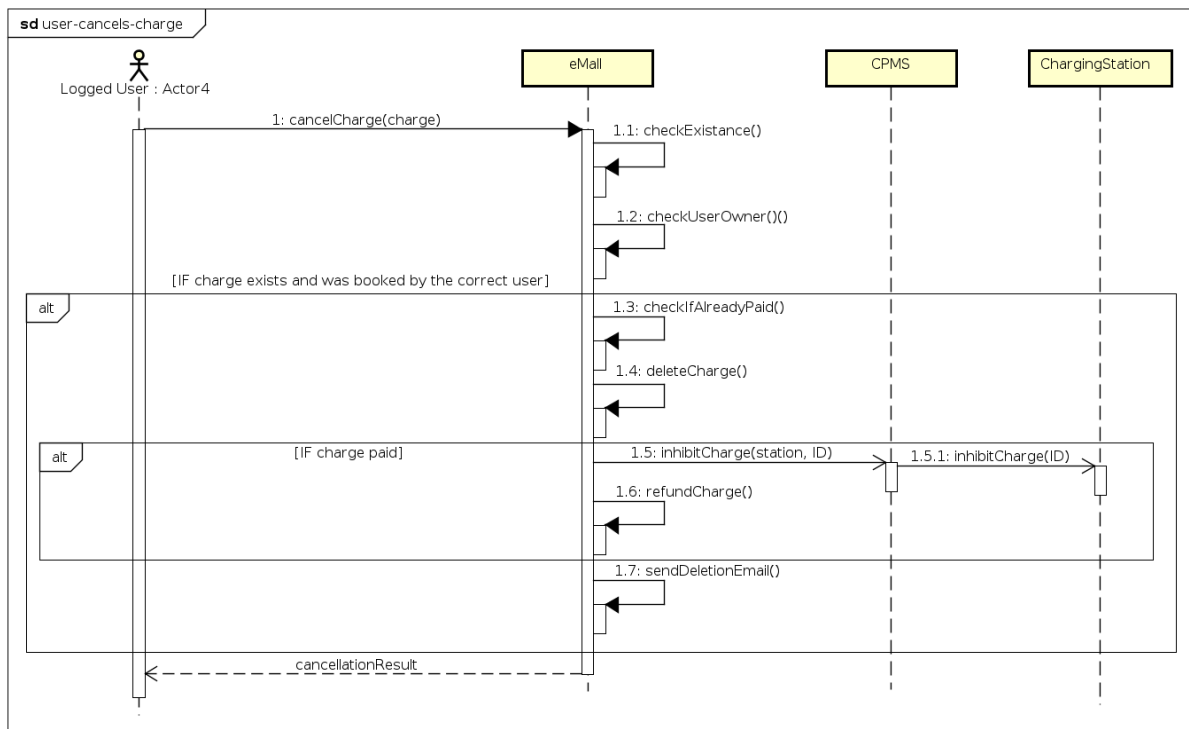 sd user-cancels-charge
Logged User : Actor4
eMall
CPMS
ChargingStation
1: cancelCharge(charge)
1.1: checkExistance()
1.2: checkUserOwner()()
[IF charge exists and was booked by the correct user]
alt
1.3: checkIfAlreadyPaid()
1.4: deleteCharge()
alt
[IF charge paid]
1.5: inhibitCharge(station, ID)
1.5.1: inhibitCharge(ID)
1.6: refundCharge()
1.7: sendDeletionEmail()
cancellationResult